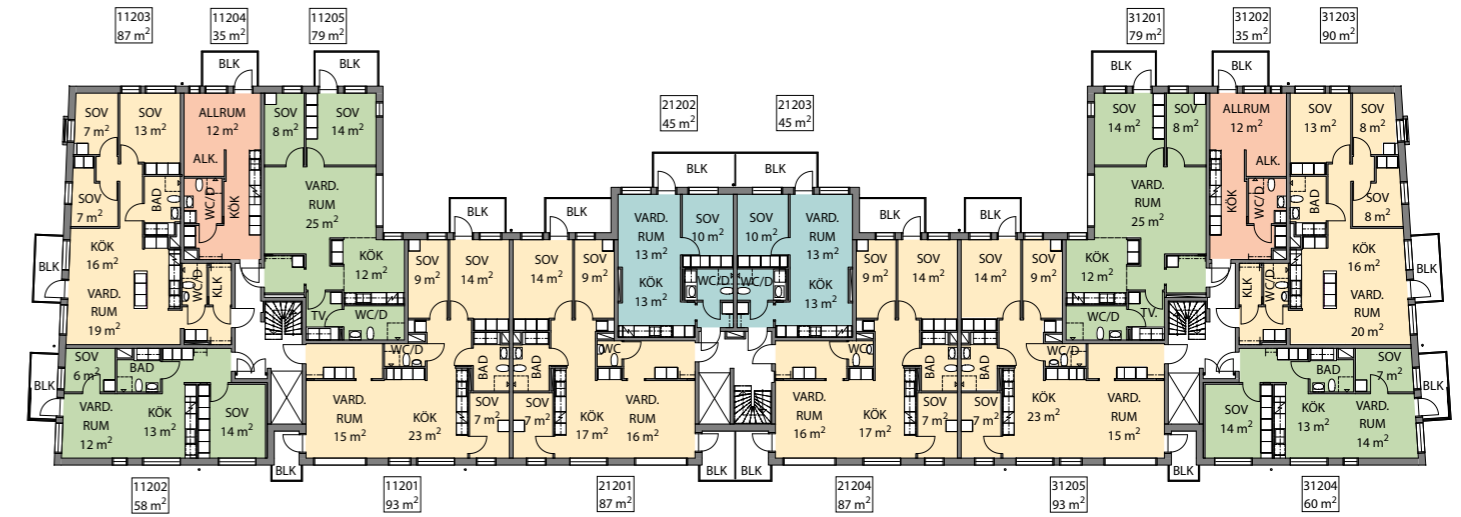 11203
87 m²
11204
35 m²
11205
79 m²
31201
79 m²
31202
35 m²
31203
90 m²
21202
45 m²
21203
45 m²
BLK
BLK
BLK
BLK
SOV
7 m²
SOV
13 m²
ALLRUM
12 m²
ALK.
SOV
8 m²
SOV
14 m²
SOV
7 m²
BAD
WC/D
KÖK
VARD.
RUM
25 m²
KÖK
16 m²
VARD.
RUM
19 m²
WC/D
KLK
KÖK
12 m²
TV.
WC/D
BLK
BLK
SOV
6 m²
BAD
VARD.
RUM
12 m²
KÖK
13 m²
SOV
14 m²
BLK
BLK
SOV
9 m²
SOV
14 m²
SOV
14 m²
SOV
9 m²
WC/D
BAD
BAD
WC
VARD.
RUM
15 m²
KÖK
23 m²
SOV
7 m²
SOV
7 m²
KÖK
17 m²
VARD.
RUM
16 m²
BLK
BLK
BLK
BLK
VARD.
RUM
13 m²
SOV
10 m²
SOV
10 m²
VARD.
RUM
13 m²
KÖK
13 m²
WC/D
WC/D
KÖK
13 m²
BLK
BLK
SOV
9 m²
SOV
14 m²
SOV
14 m²
SOV
9 m²
WC
BAD
BAD
WC/D
VARD.
RUM
16 m²
KÖK
17 m²
SOV
7 m²
SOV
7 m²
KÖK
23 m²
VARD.
RUM
15 m²
BLK
BLK
SOV
14 m²
SOV
8 m²
ALLRUM
12 m²
ALK.
SOV
13 m²
SOV
8 m²
VARD.
RUM
25 m²
KÖK
WC/D
BAD
SOV
8 m²
KÖK
12 m²
TV.
WC/D
KLK
WC/D
KÖK
16 m²
VARD.
RUM
20 m²
BLK
SOV
7 m²
BAD
SOV
14 m²
KÖK
13 m²
VARD.
RUM
14 m²
BLK
11202
58 m²
11201
93 m²
21201
87 m²
21204
87 m²
31205
93 m²
31204
60 m²